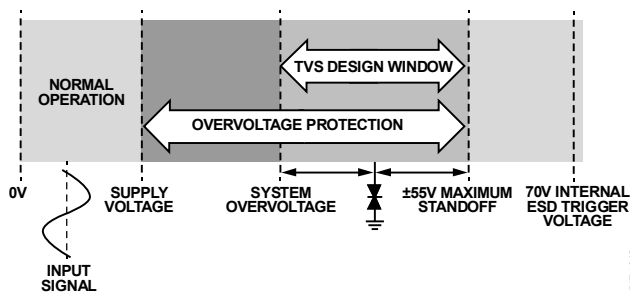 TVS DESIGN WINDOW
NORMAL
OPERATION
OVERVOLTAGE PROTECTION
0V
SUPPLY
VOLTAGE
SYSTEM
OVERVOLTAGE
±55V MAXIMUM
STANDOFF
70V INTERNAL
ESD TRIGGER
VOLTAGE
INPUT
SIGNAL